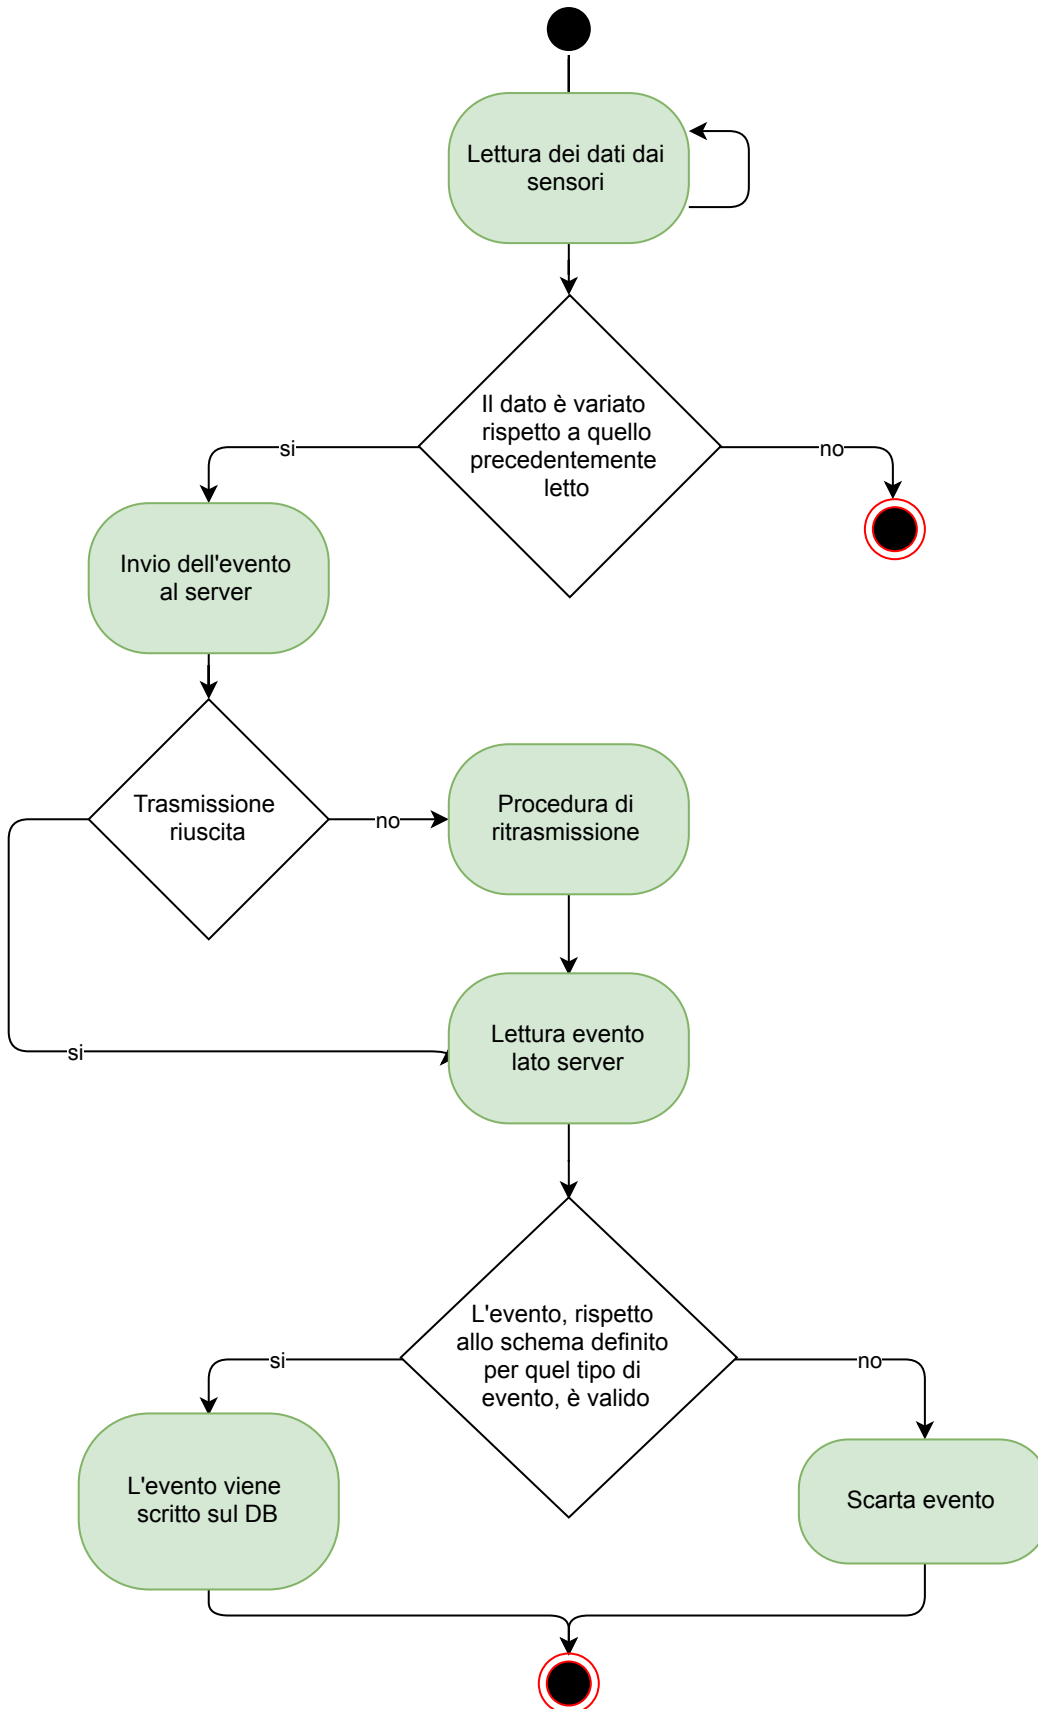 Lettura dei dati dai
sensori
Il dato è variato
rispetto a quello
precedentemente
letto
si
no
Invio dell'evento
al server
Trasmissione
riuscita
no
Procedura di
ritrasmissione
Lettura evento
lato server
si
L'evento, rispetto
allo schema definito
per quel tipo di
evento, è valido
si
no
L'evento viene
scritto sul DB
Scarta evento